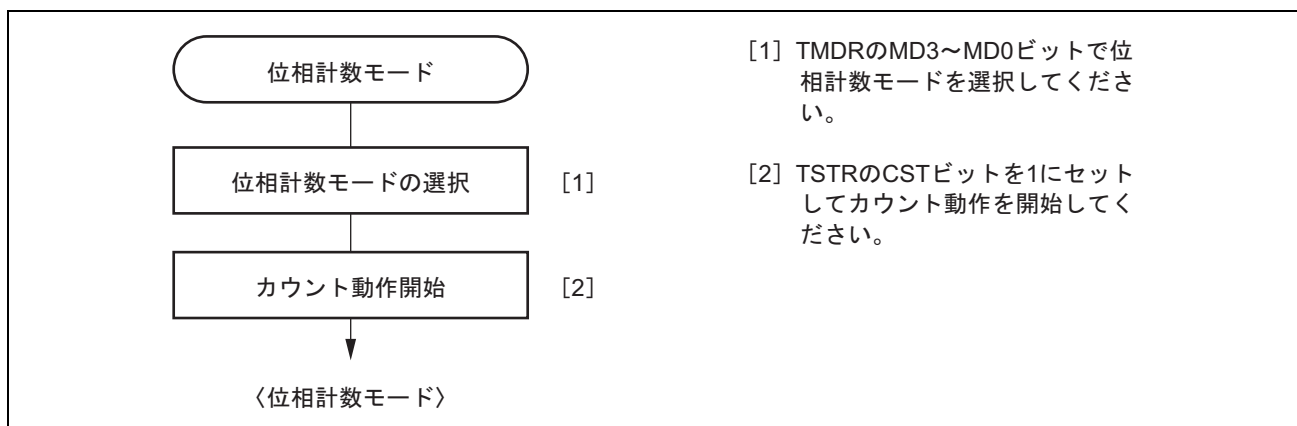 位相計数モード
位相計数モードの選択 [1]
カウント動作開始 [2]
〈位相計数モード〉
[1] TMDRのMD3～MD0ビットで位
相計数モードを選択してくださ
い。
[2] TSTRのCSTビットを1にセット
してカウント動作を開始してく
ださい。